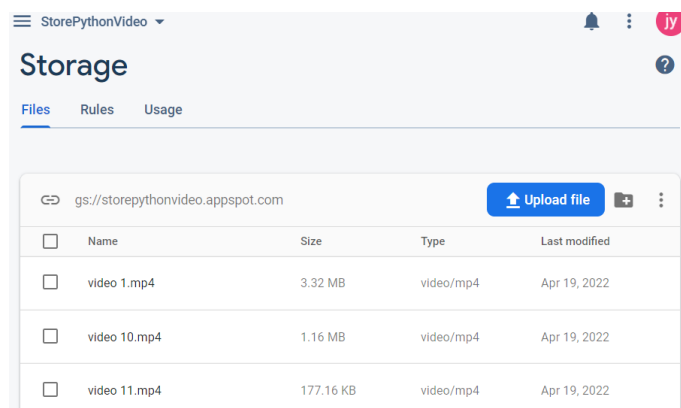 StorePythonVideo
jy
Storage
Files Rules Usage
gs://storepythonvideo.appspot.com Upload file
Name Size Type Last modified
video 1.mp4 3.32 MB video/mp4 Apr 19, 2022
video 10.mp4 1.16 MB video/mp4 Apr 19, 2022
video 11.mp4 177.16 KB video/mp4 Apr 19, 2022